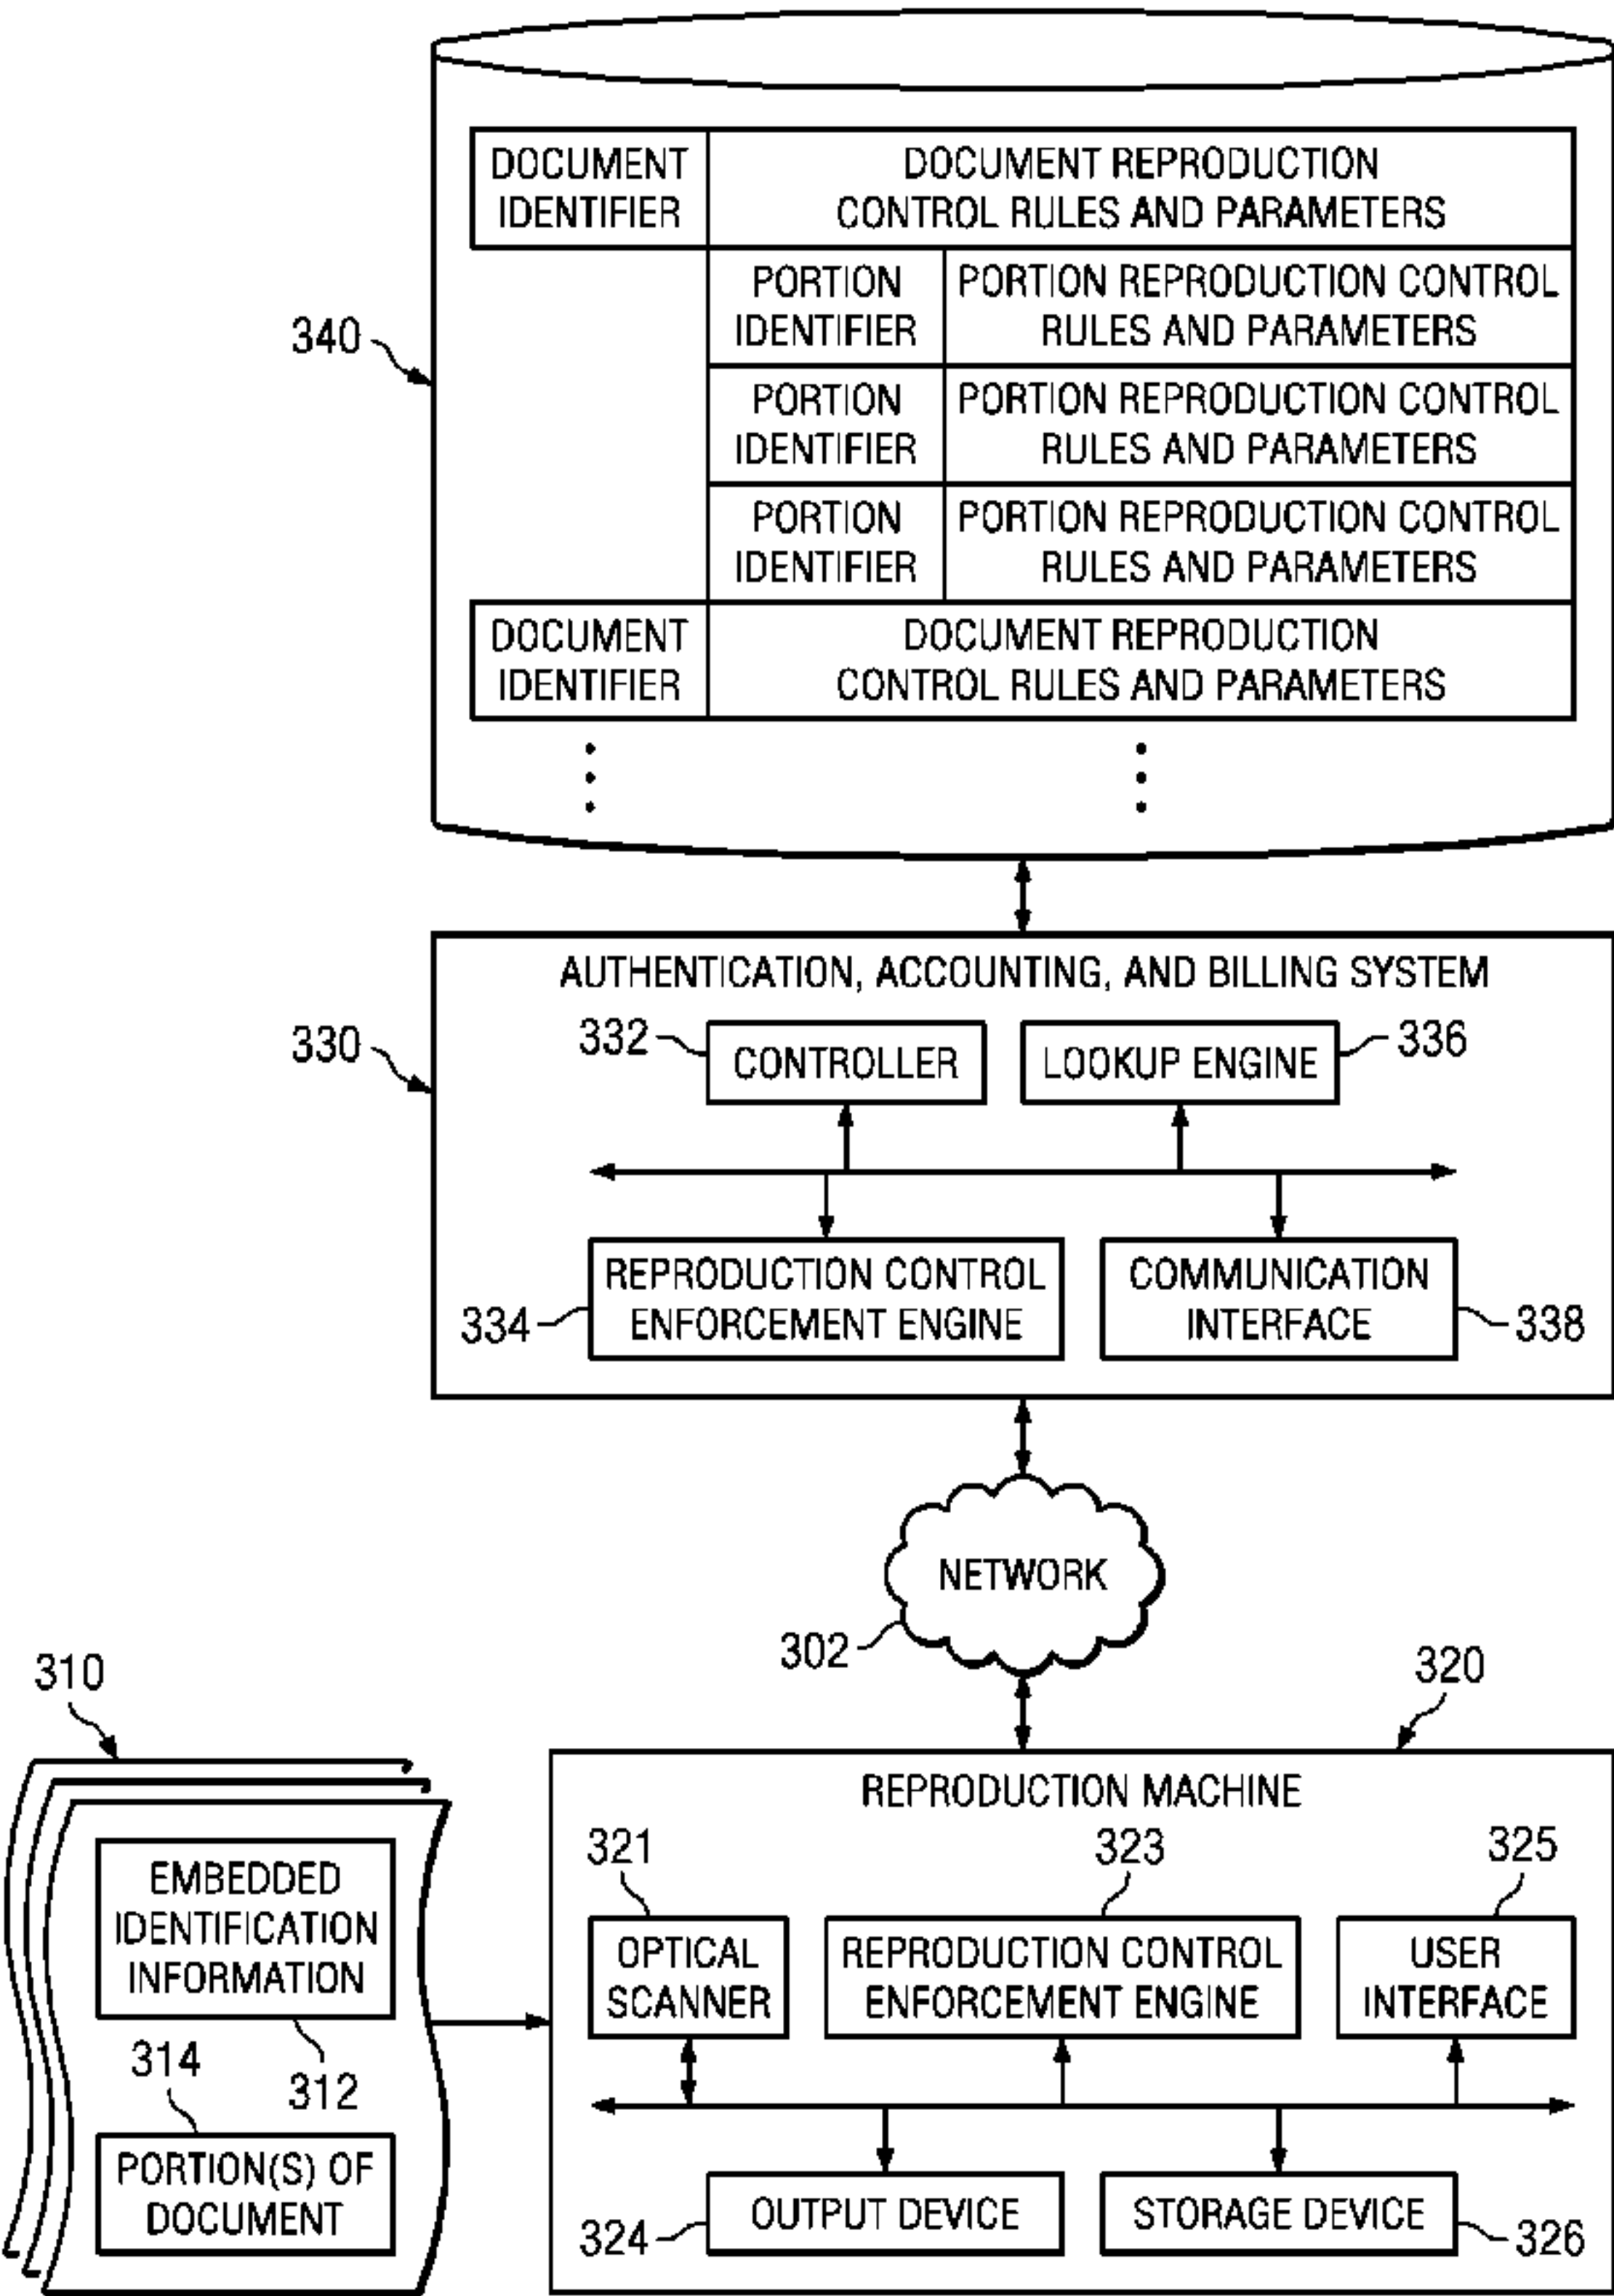 DOCUMENT IDENTIFIER
DOCUMENT REPRODUCTION CONTROL RULES AND PARAMETERS
PORTION IDENTIFIER
PORTION REPRODUCTION CONTROL RULES AND PARAMETERS
340
PORTION IDENTIFIER
PORTION REPRODUCTION CONTROL RULES AND PARAMETERS
PORTION IDENTIFIER
PORTION REPRODUCTION CONTROL RULES AND PARAMETERS
DOCUMENT IDENTIFIER
DOCUMENT REPRODUCTION CONTROL RULES AND PARAMETERS
AUTHENTICATION, ACCOUNTING, AND BILLING SYSTEM
330
332
CONTROLLER
LOOKUP ENGINE
336
334
REPRODUCTION CONTROL
ENFORCEMENT ENGINE
COMMUNICATION
INTERFACE
338
NETWORK
302
310
320
REPRODUCTION MACHINE
EMBEDDED
IDENTIFICATION
INFORMATION
312
314
PORTION(S) OF
DOCUMENT
321
323
325
OPTICAL
SCANNER
REPRODUCTION CONTROL
ENFORCEMENT ENGINE
USER
INTERFACE
324
OUTPUT DEVICE
STORAGE DEVICE
326